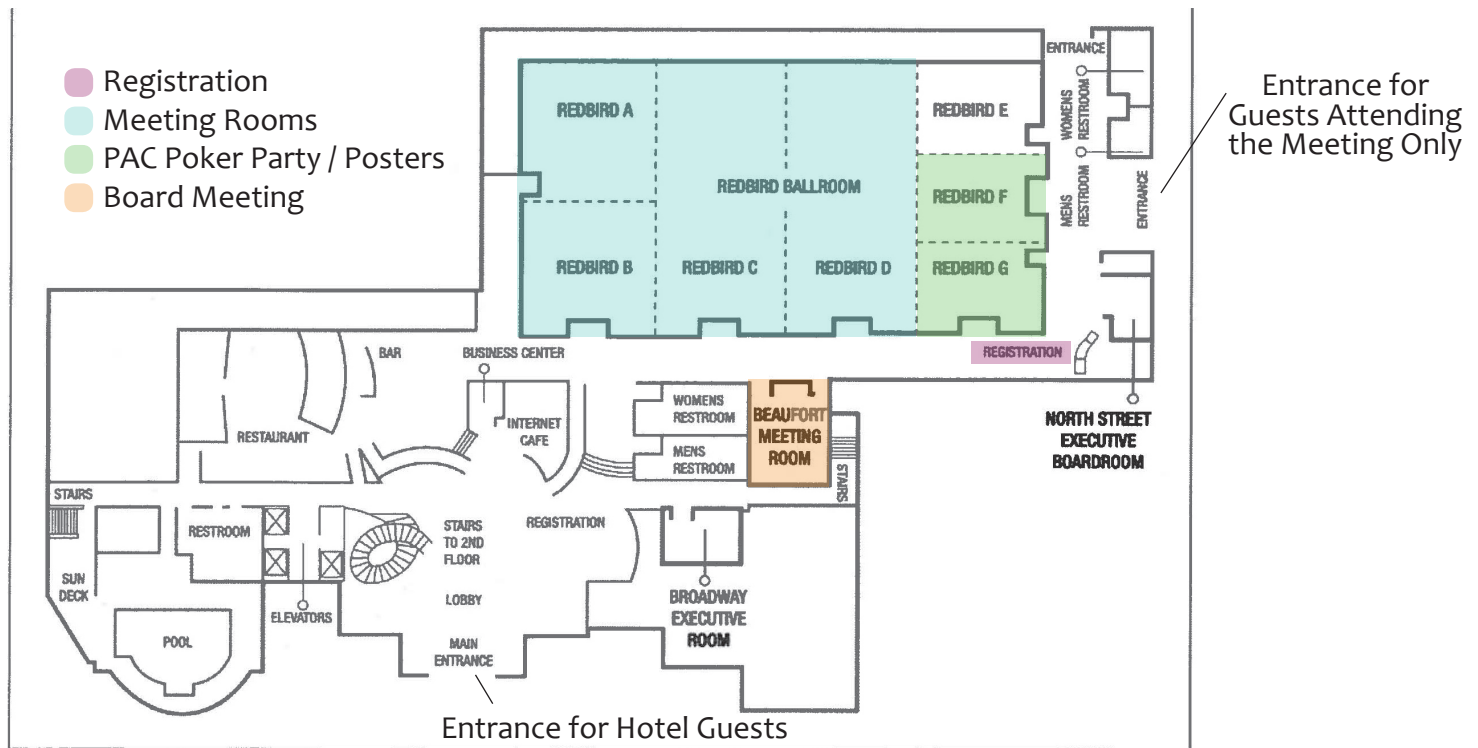 Registration
Meeting Rooms
PAC Poker Party / Posters
Board Meeting
ENTRANCE
WOMENS
RESTROOM
MENS
RESTROOM
ENTRANCE
Entrance for
Guests Attending
the Meeting Only
REDBIRD A
REDBIRD E
REDBIRD BALLROOM
REDBIRD F
REDBIRD B
REDBIRD C
REDBIRD D
REDBIRD G
REGISTRATION
BAR
BUSINESS CENTER
RESTAURANT
INTERNET
CAFE
WOMENS
RESTROOM
MENS
RESTROOM
BEAUFORT
MEETING
ROOM
STAIRS
NORTH STREET
EXECUTIVE
BOARDROOM
STAIRS
RESTROOM
STAIRS
TO 2ND
FLOOR
REGISTRATION
SUN
DECK
ELEVATORS
LOBBY
BROADWAY
EXECUTIVE
ROOM
POOL
MAIN
ENTRANCE
Entrance for Hotel Guests